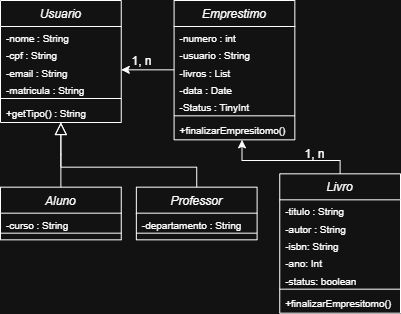 Usuario
-nome : String
-cpf : String
-email : String
-matricula : String
+getTipo() : String
1, n
Emprestimo
-numero : int
-usuario : String
-livros : List
-data : Date
-Status : TinyInt
+finalizarEmpresitomo()
1, n
Aluno
-curso : String
Professor
-departamento : String
Livro
-titulo : String
-autor : String
-isbn: String
-ano: Int
-status: boolean
+finalizarEmpresitomo()